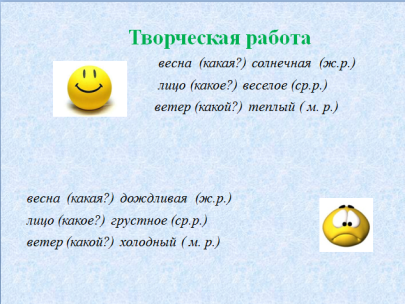 Творческая работа
весна (какая?) солнечная (ж.р.)
лицо (какое?) веселое (ср.р.)
ветер (какой?) теплый ( м. р.)
весна (какая?) дождливая (ж.р.)
лицо (какое?) грустное (ср.р.)
ветер (какой?) холодный ( м. р.)